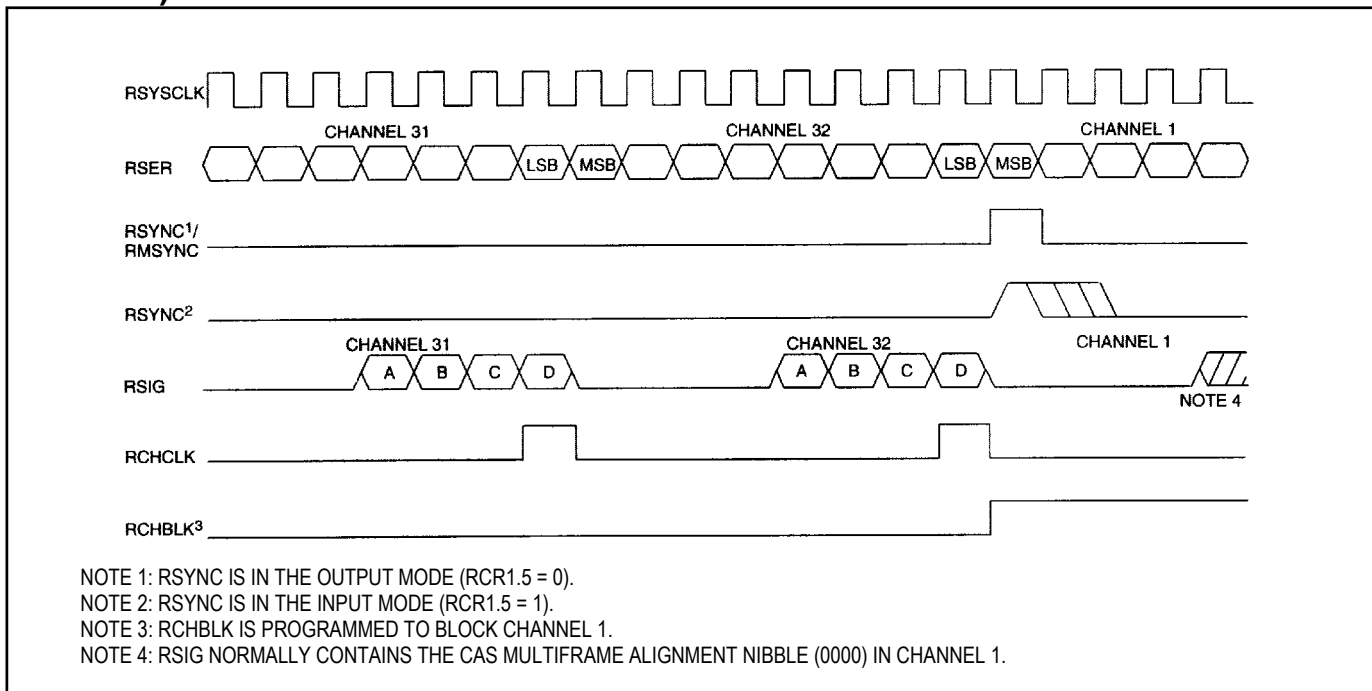 RSYSCLK
CHANNEL 31 CHANNEL 32 CHANNEL 1
RSER LSB MSB LSB MSB
RSYNC1/
RMSYNC
RSYNC2
CHANNEL 31 CHANNEL 32 CHANNEL 1
RSIG A B C D A B C D
NOTE 4
RCHCLK
RCHBLK3
NOTE 1: RSYNC IS IN THE OUTPUT MODE (RCR1.5 = 0).
NOTE 2: RSYNC IS IN THE INPUT MODE (RCR1.5 = 1).
NOTE 3: RCHBLK IS PROGRAMMED TO BLOCK CHANNEL 1.
NOTE 4: RSIG NORMALLY CONTAINS THE CAS MULTIFRAME ALIGNMENT NIBBLE (0000) IN CHANNEL 1.